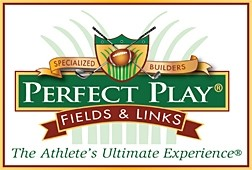 SPECIALIZED BUILDERS
PERFECT PLAY®
FIELDS & LINKS
The Athlete's Ultimate Experience®